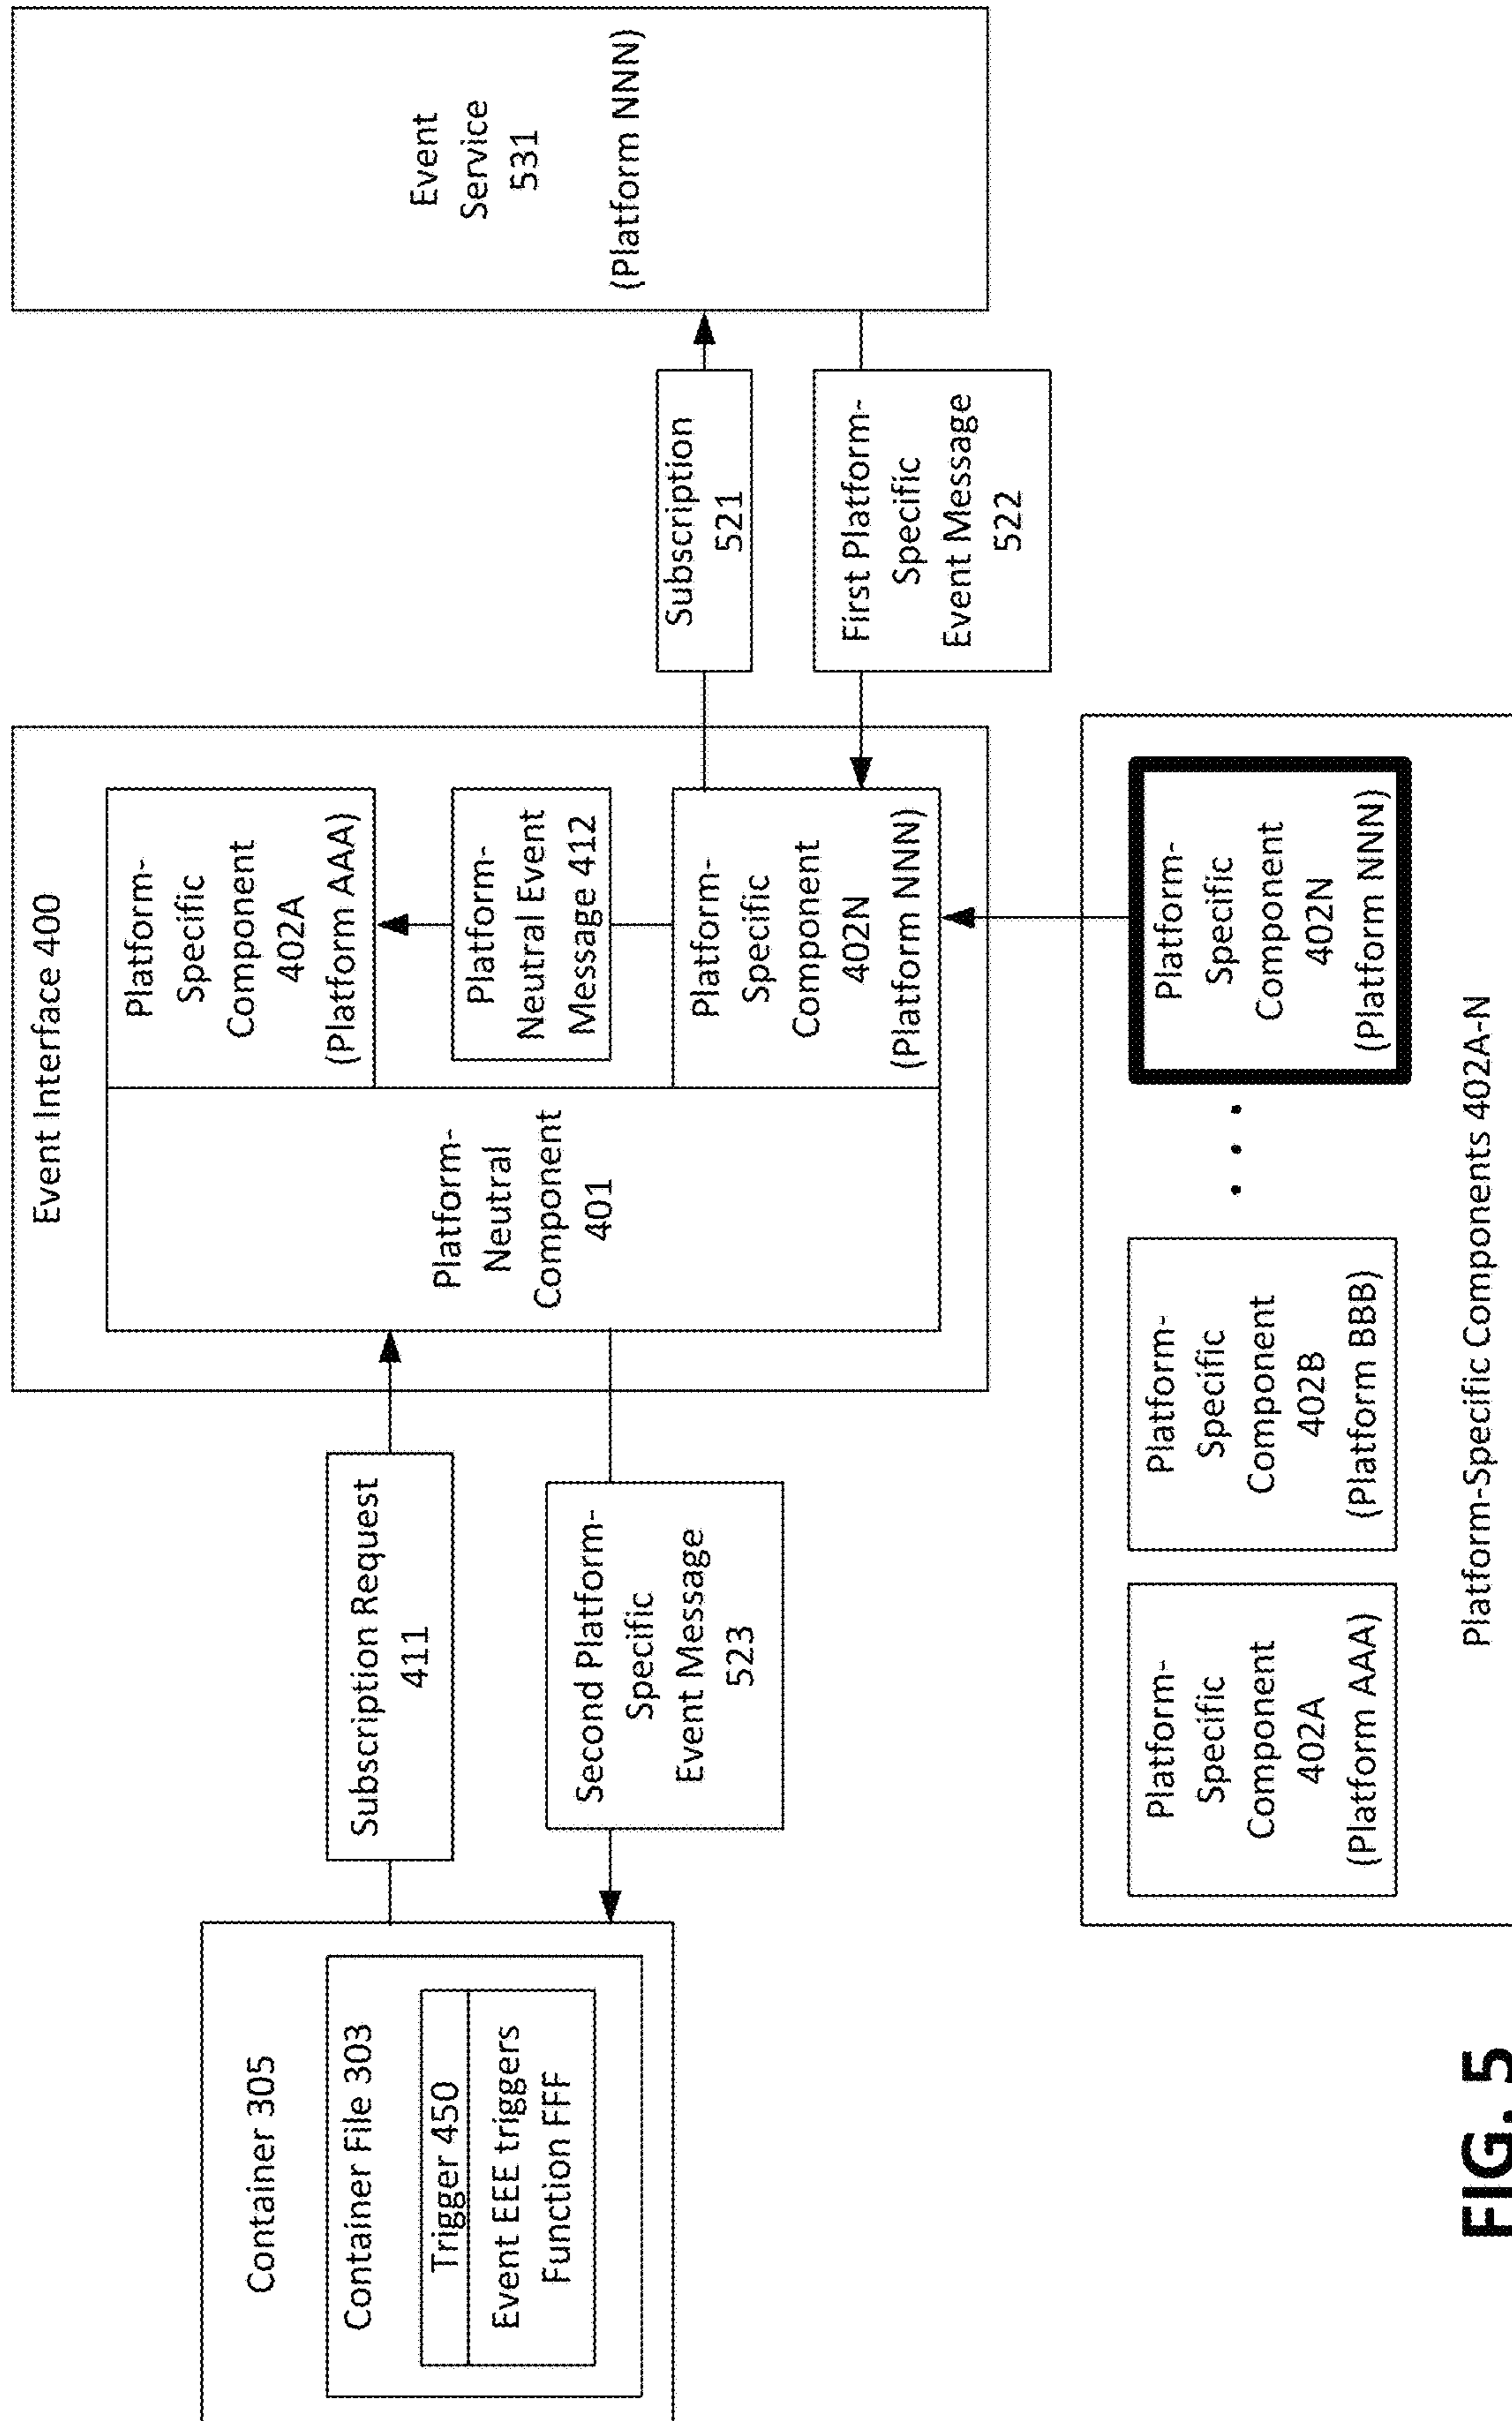 Container 305
Container File 303
Trigger 450
Event EEE triggers
Function FFF
Subscription Request
411
Second Platform-
Specific
Event Message
523
Event Interface 400
Platform-
Neutral
Component
401
Platform-
Specific
Component
402A
(Platform AAA)
Platform-
Neutral Event
Message 412
Platform-
Specific
Component
402N
(Platform NNN)
Subscription
521
First Platform-
Specific
Event Message
522
Event
Service
531
(Platform NNN)
Platform-
Specific
Component
402A
(Platform AAA)
Platform-
Specific
Component
402B
(Platform BBB)
• • •
Platform-
Specific
Component
402N
(Platform NNN)
Platform-Specific Components 402A-N
FIG. 5